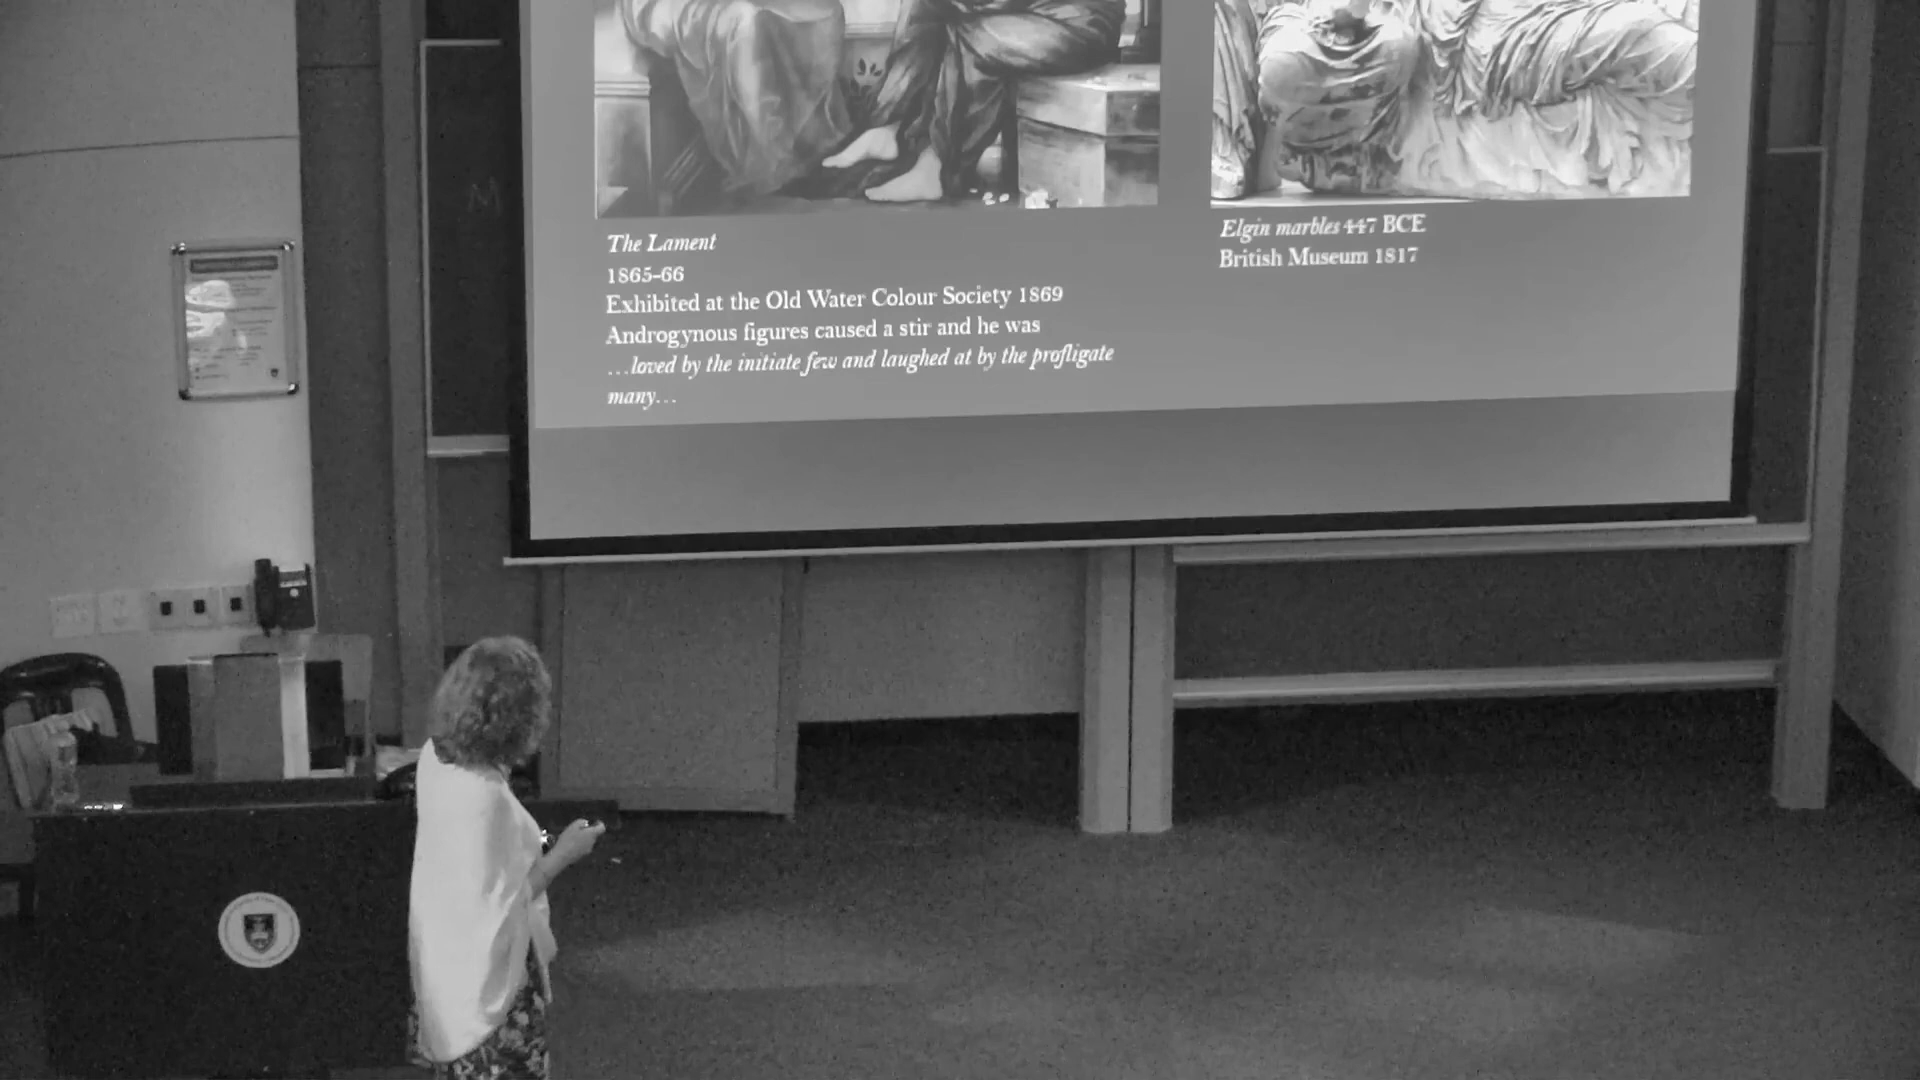 The Lament
1865-66
Exhibited at the Old Water Colour Society 1869
Androgynous figures caused a stir and he was
…loved by the initiate few and laughed at by the profligate
many…
Elgin marbles 447 BCE
British Museum 1817
M